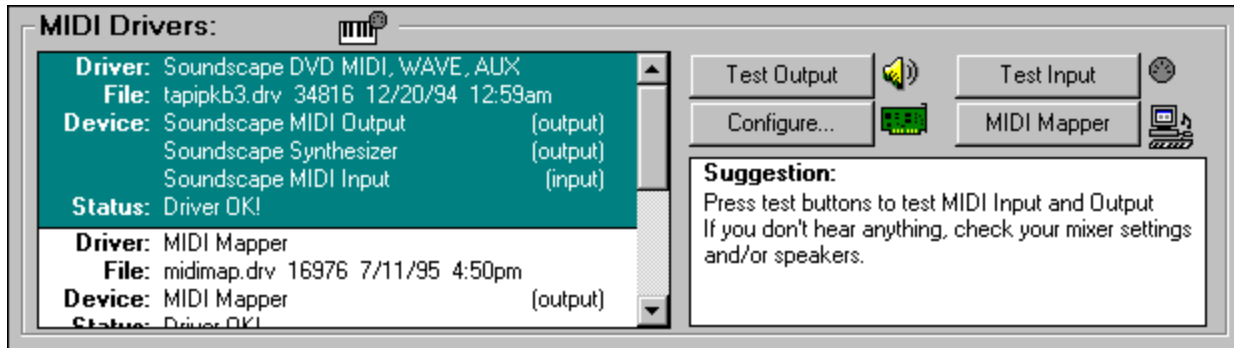 MIDI Drivers:
Driver: Soundscape DVD MIDI, WAVE, AUX
File: tapipkb3.drv 34816 12/20/94 12:59am
Device: Soundscape MIDI Output (output)
Soundscape Synthesizer (output)
Soundscape MIDI Input (input)
Status: Driver OK!
Driver: MIDI Mapper
File: midimap.drv 16976 7/11/95 4:50pm
Device: MIDI Mapper (output)
Status: Driver OK!
Test Output
Test Input
Configure...
MIDI Mapper
Suggestion:
Press test buttons to test MIDI Input and Output
If you don't hear anything, check your mixer settings
and/or speakers.